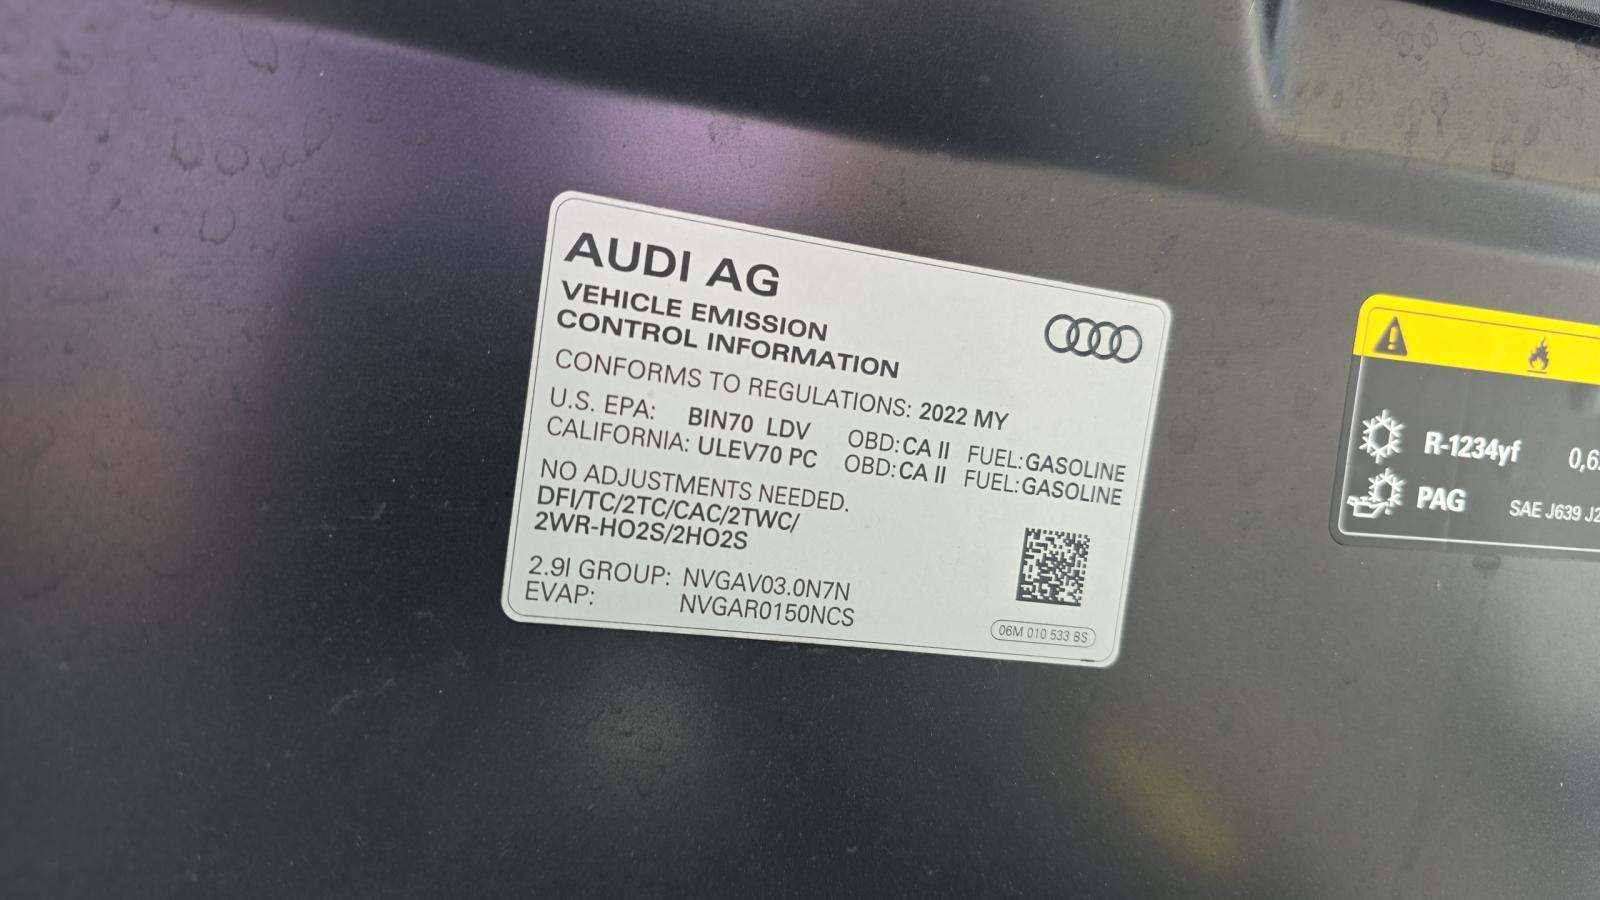 AUDI AG
VEHICLE EMISSION
CONTROL INFORMATION
CONFORMS TO REGULATIONS: 2022 MY
U.S. EPA: BIN70 LDV OBD:CA II FUEL:GASOLINE
CALIFORNIA: ULEV70 PC OBD:CA II FUEL:GASOLINE
NO ADJUSTMENTS NEEDED.
DFI/TC/2TC/CAC/2TWC/
2WR-HO2S/2HO2S
2.9l GROUP: NVGAV03.0N7N
EVAP: NVGAR0150NCS
06M 010 533 BS
R-1234yf
PAG SAE J639